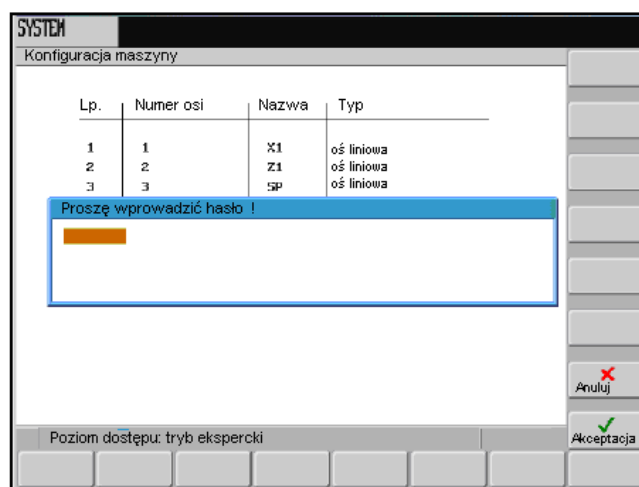 SYSTEM
Konfiguracja maszyny
Lp. Numer osi Nazwa Typ
1 1 X1 oś liniowa
2 2 Z1 oś liniowa
3 3 SP oś liniowa
Proszę wprowadzić hasło !
Anuluj
Poziom dostępu: tryb ekspercki
Akceptacja